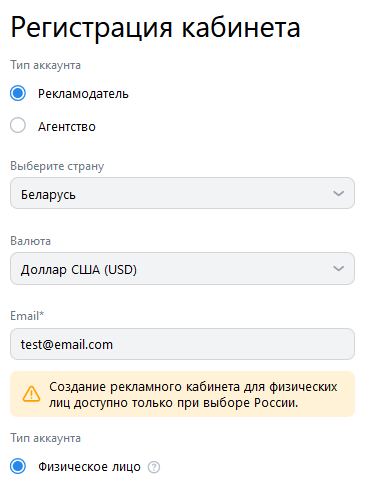 Регистрация кабинета
Тип аккаунта
Рекламодатель
Агентство
Выберите страну
Беларусь
Валюта
Доллар США (USD)
Email*
test@email.com
Создание рекламного кабинета для физических
лиц доступно только при выборе России.
Тип аккаунта
Физическое лицо ?